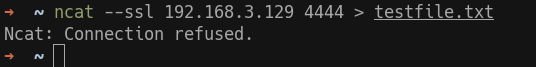 ➜ ~ ncat --ssl 192.168.3.129 4444 > testfile.txt
Ncat: Connection refused.
➜ ~